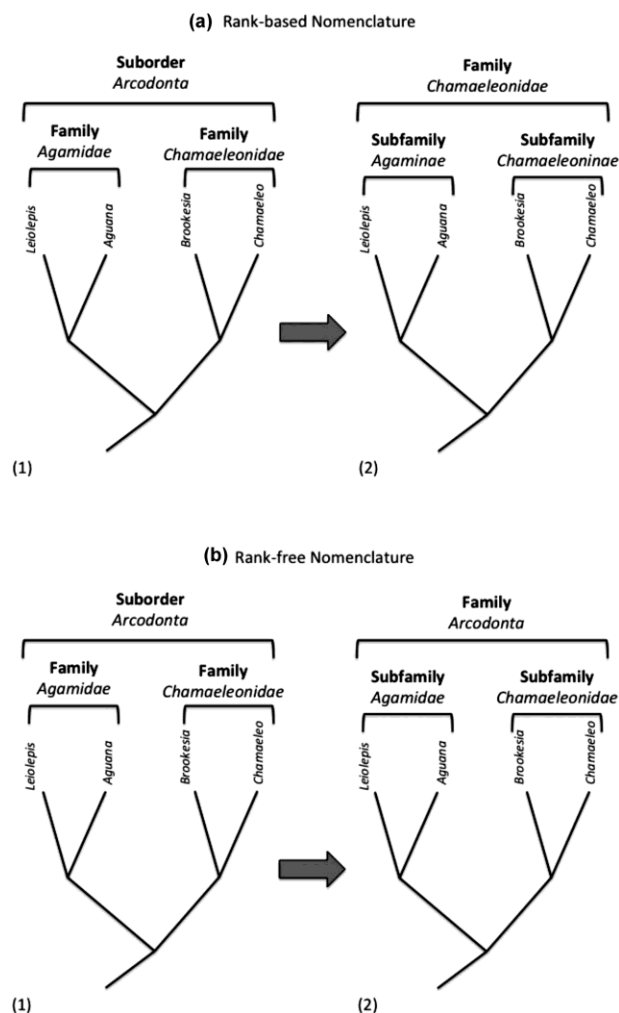 (a) Rank-based Nomenclature
Suborder
Arcodonta
Family
Agamidae
Family
Chamaeleonidae
Leiolepis
Aguana
Brookesia
Chamaeleo
(1)
Family
Chamaeleonidae
Subfamily
Agaminae
Subfamily
Chamaeleoninae
Leiolepis
Aguana
Brookesia
Chamaeleo
(2)
(b) Rank-free Nomenclature
Suborder
Arcodonta
Family
Agamidae
Family
Chamaeleonidae
Leiolepis
Aguana
Brookesia
Chamaeleo
(1)
Family
Arcodonta
Subfamily
Agamidae
Subfamily
Chamaeleonidae
Leiolepis
Aguana
Brookesia
Chamaeleo
(2)